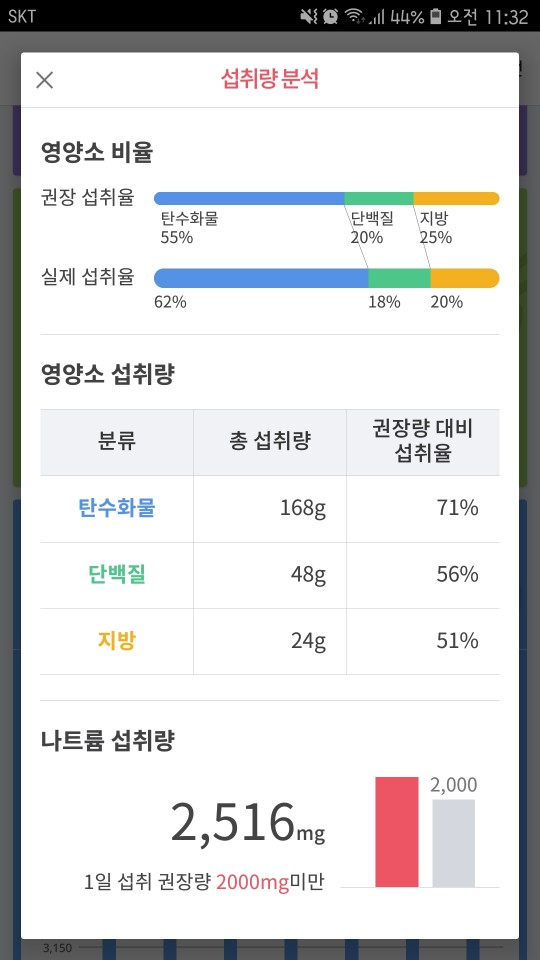 SKT 44% 오전 11:32
섭취량 분석
영양소 비율
권장 섭취율
탄수화물 단백질 지방
55% 20% 25%
실제 섭취율
62% 18% 20%
영양소 섭취량
분류 총 섭취량 권장량 대비 섭취율
탄수화물 168g 71%
단백질 48g 56%
지방 24g 51%
나트륨 섭취량
2,000
2,516mg
1일 섭취 권장량 2000mg미만
3,150